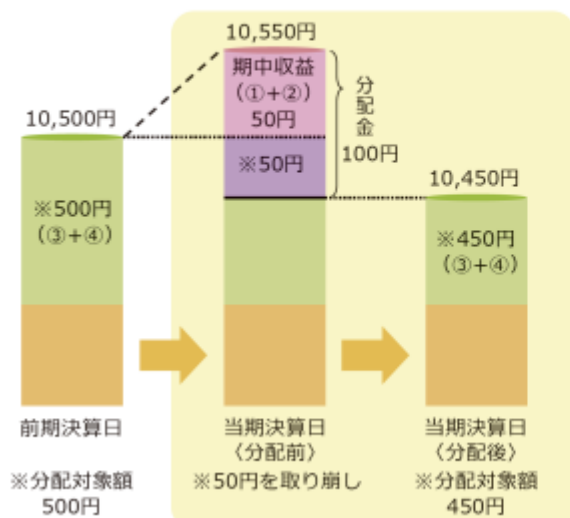 10,550円
期中収益
(①+②)
50円
分配金
100円
10,500円
※50円
10,450円
※500円
(③+④)
※450円
(③+④)
前期決算日
当期決算日
〈分配前〉
当期決算日
〈分配後〉
※分配対象額
500円
※50円を取り崩し
※分配対象額
450円